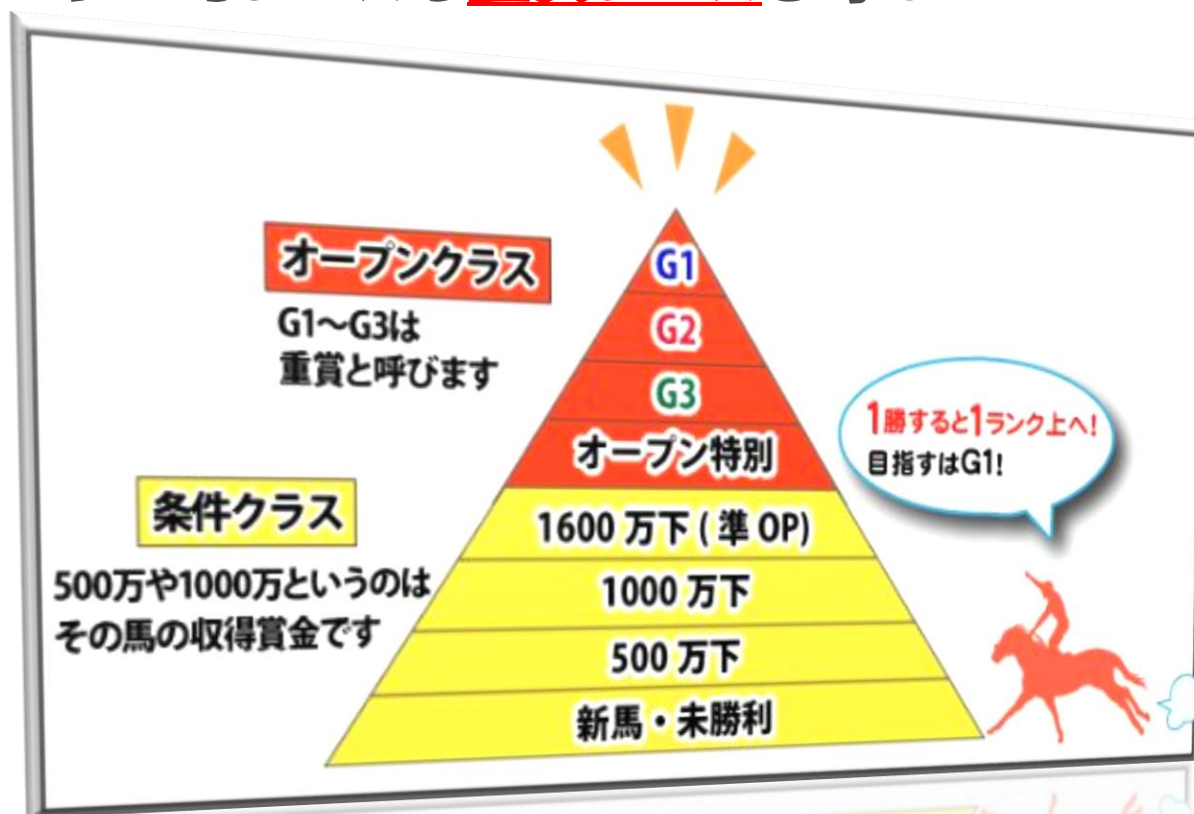 オープンクラス
G1～G3は
重賞と呼びます
条件クラス
500万や1000万というのは
その馬の収得賞金です
G1
G2
G3
オープン特別
1600 万下 ( 準 OP)
1000 万下
500 万下
新馬・未勝利
1勝すると1ランク上へ!
目指すはG1!